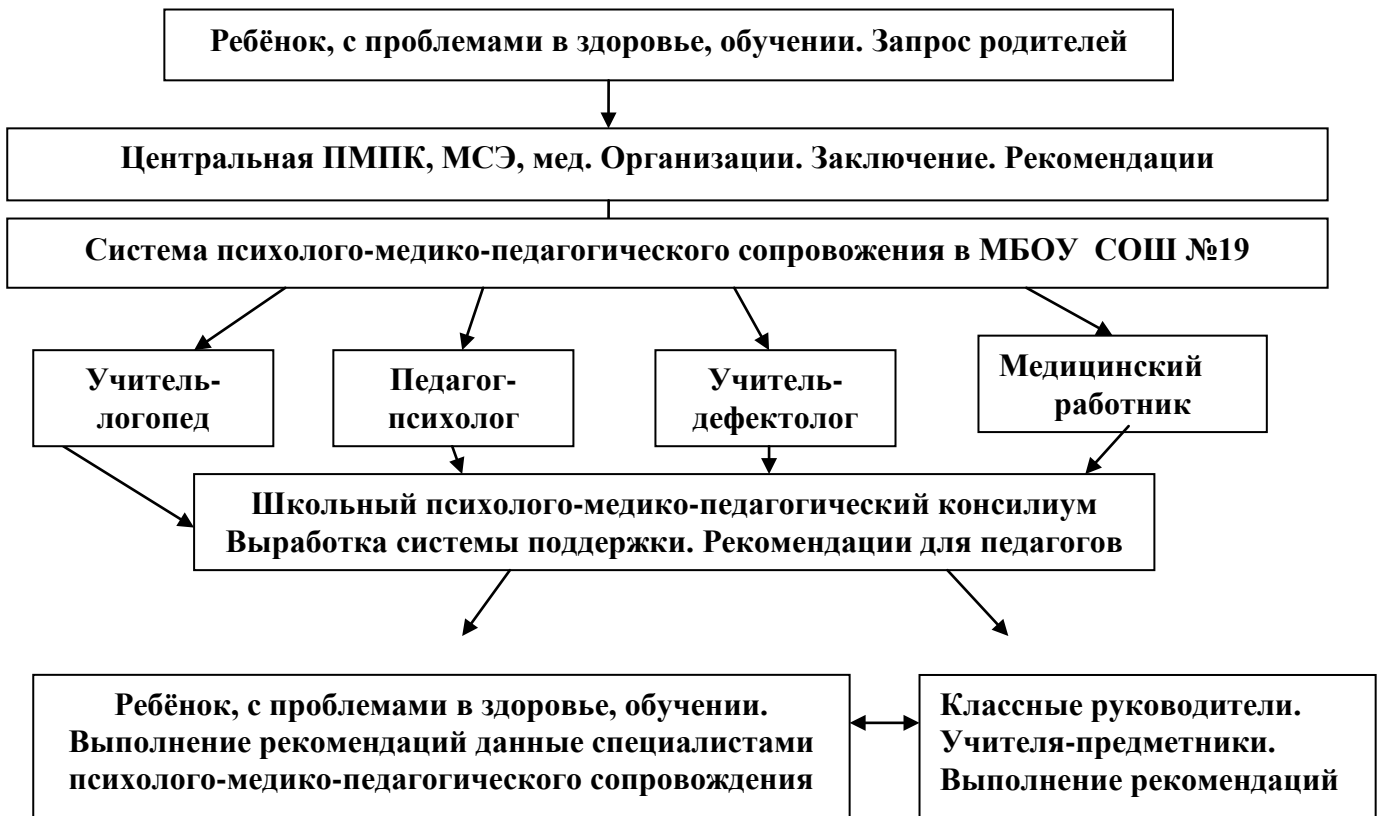 Ребёнок, с проблемами в здоровье, обучении. Запрос родителей
Центральная ПМПК, МСЭ, мед. Организации. Заключение. Рекомендации
Система психолого-медико-педагогического сопровожения в МБОУ СОШ №19
Учитель-
логопед
Педагог-
психолог
Учитель-
дефектолог
Медицинский
работник
Школьный психолого-медико-педагогический консилиум
Выработка системы поддержки. Рекомендации для педагогов
Ребёнок, с проблемами в здоровье, обучении.
Выполнение рекомендаций данные специалистами
психолого-медико-педагогического сопровождения
Классные руководители.
Учителя-предметники.
Выполнение рекомендаций